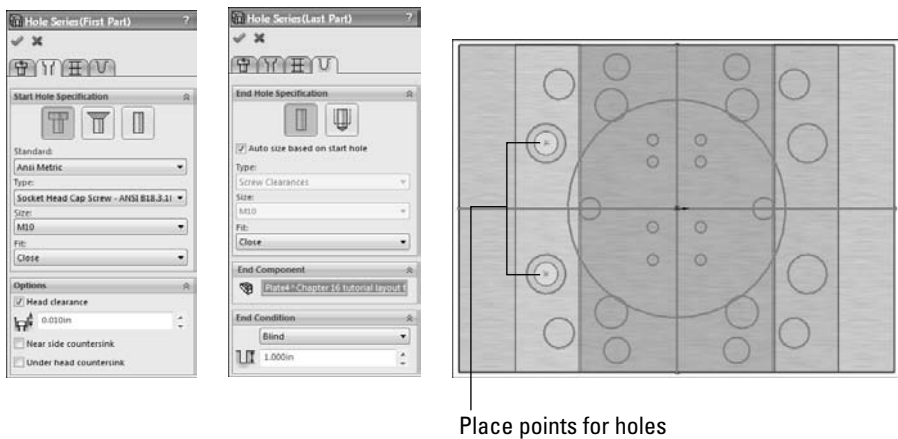 Hole Series(First Part) ?
Start Hole Specification
Standard:
Ansi Metric
Type:
Socket Head Cap Screw - ANSI B18.3.1
Size:
M10
Fit:
Close
Options
Head clearance
0.010in
Near side countersink
Under head countersink
Hole Series(Last Part) ?
End Hole Specification
Auto size based on start hole
Type:
Screw Clearances
Size:
M10
Fit:
Close
End Component
Plate4^Chapter 16 tutorial layout f
End Condition
Blind
1.000in
Place points for holes